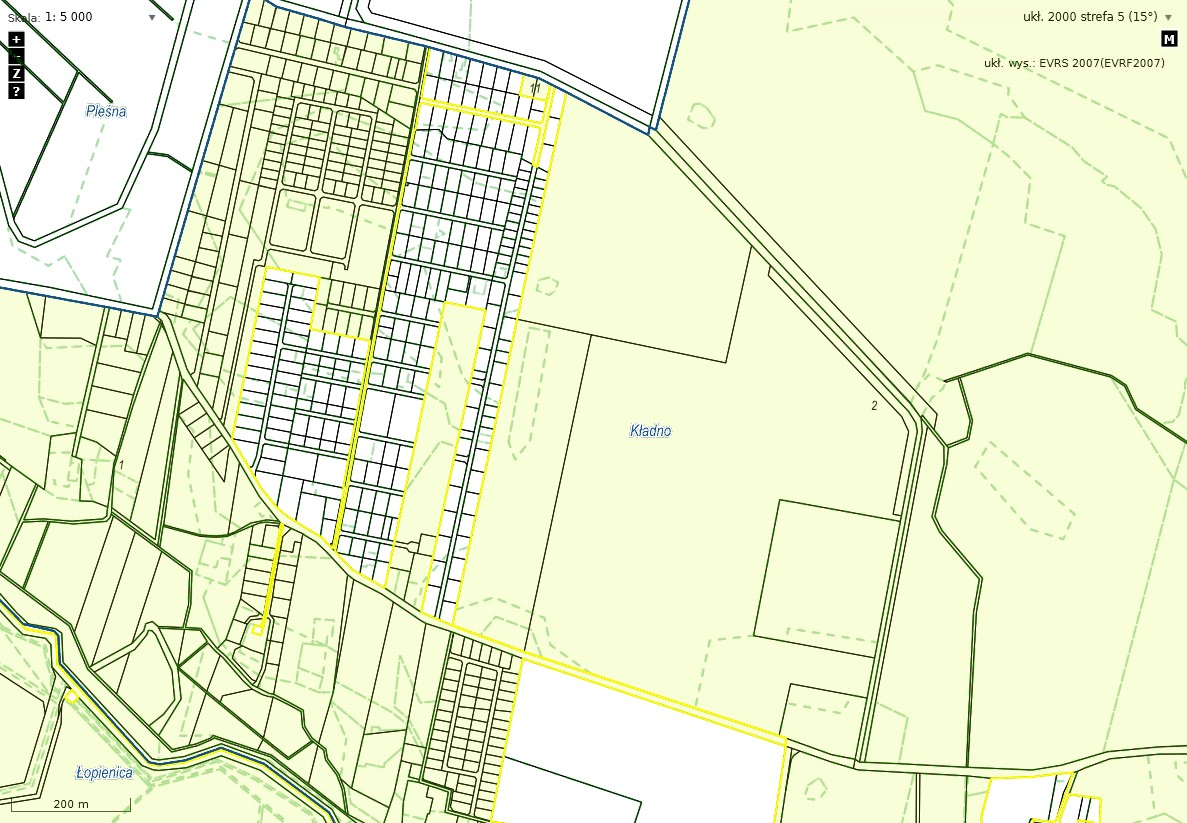 Skala: 1: 5 000
ukł. 2000 strefa 5 (15°)
+
-
Z
?
M
ukł. wys.: EVRS 2007(EVRF2007)
11
Pleśna
2
Kładno
1
Łopienica
200 m